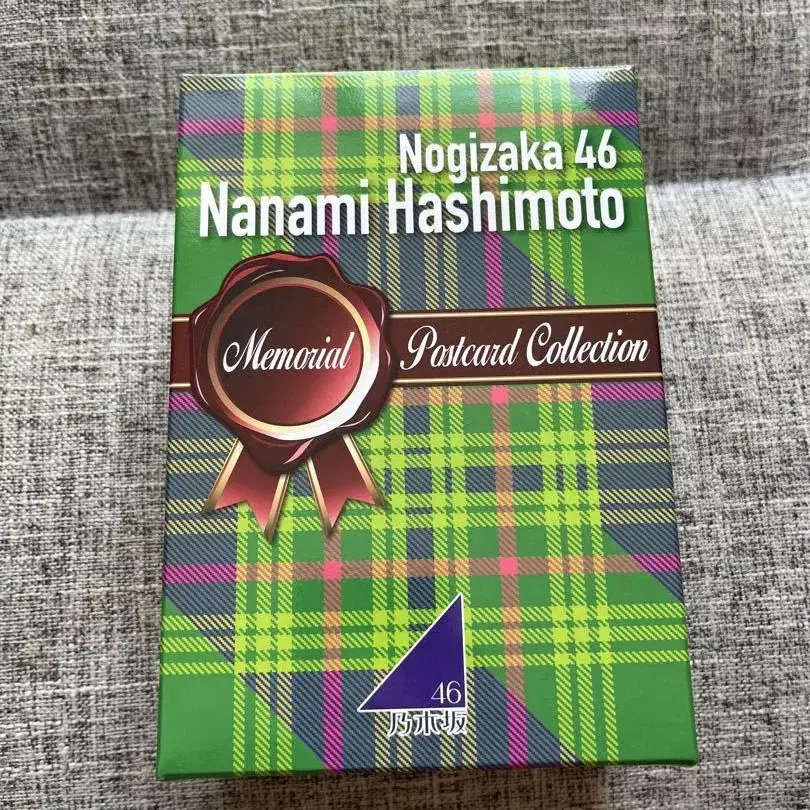 Nogizaka 46
Nanami Hashimoto
Memorial Postcard Collection
46
乃木坂